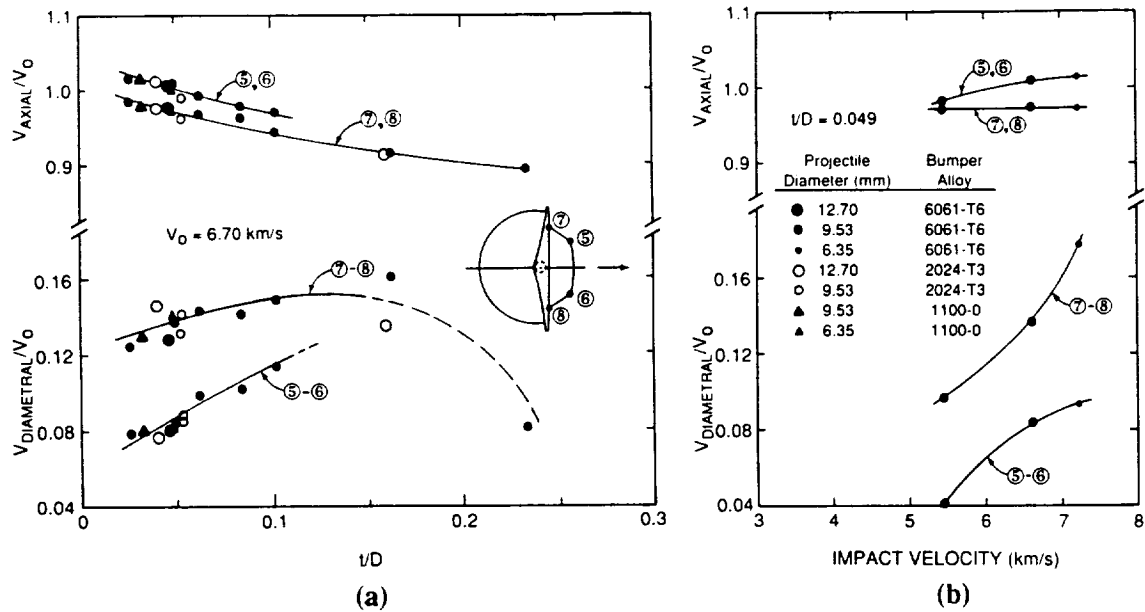 1.1
1.0
0.9
V_AXIAL/V_O
⑤,⑥
⑦,⑧
V_O = 6.70 km/s
⑦
⑤
⑥
⑧
0.16
0.12
0.08
0.04
V_DIAMETRAL/V_O
⑦-⑧
⑤-⑥
0
0.1
0.2
0.3
t/D
(a)
1.1
1.0
0.9
V_AXIAL/V_O
⑤,⑥
⑦,⑧
t/D = 0.049
Projectile Bumper
Diameter (mm) Alloy
12.70 6061-T6
9.53 6061-T6
6.35 6061-T6
12.70 2024-T3
9.53 2024-T3
9.53 1100-0
6.35 1100-0
0.16
0.12
0.08
0.04
V_DIAMETRAL/V_O
⑦-⑧
⑤-⑥
3 4 5 6 7 8
IMPACT VELOCITY (km/s)
(b)